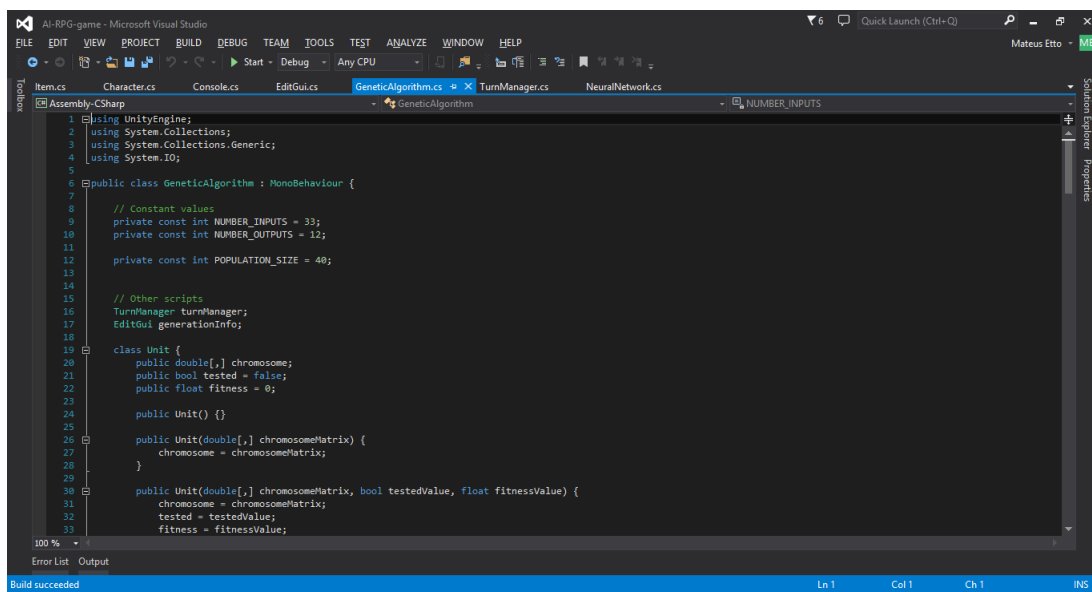 AI-RPG-game - Microsoft Visual Studio
6
Quick Launch (Ctrl+Q)
FILE EDIT VIEW PROJECT BUILD DEBUG TEAM TOOLS TEST ANALYZE WINDOW HELP
Mateus Etto
ME
Start Debug Any CPU
Toolbox
Item.cs Character.cs Console.cs EditGui.cs GeneticAlgorithm.cs TurnManager.cs NeuralNetwork.cs
Assembly-CSharp GeneticAlgorithm NUMBER_INPUTS
Solution Explorer
Properties
1 using UnityEngine;
2 using System.Collections;
3 using System.Collections.Generic;
4 using System.IO;
5
6 public class GeneticAlgorithm : MonoBehaviour {
7
8 // Constant values
9 private const int NUMBER_INPUTS = 33;
10 private const int NUMBER_OUTPUTS = 12;
11
12 private const int POPULATION_SIZE = 40;
13
14
15 // Other scripts
16 TurnManager turnManager;
17 EditGui generationInfo;
18
19 class Unit {
20 public double[,] chromosome;
21 public bool tested = false;
22 public float fitness = 0;
23
24 public Unit() {}
25
26 public Unit(double[,] chromosomeMatrix) {
27 chromosome = chromosomeMatrix;
28 }
29
30 public Unit(double[,] chromosomeMatrix, bool testedValue, float fitnessValue) {
31 chromosome = chromosomeMatrix;
32 tested = testedValue;
33 fitness = fitnessValue;
100 %
Error List Output
Build succeeded Ln 1 Col 1 Ch 1 INS